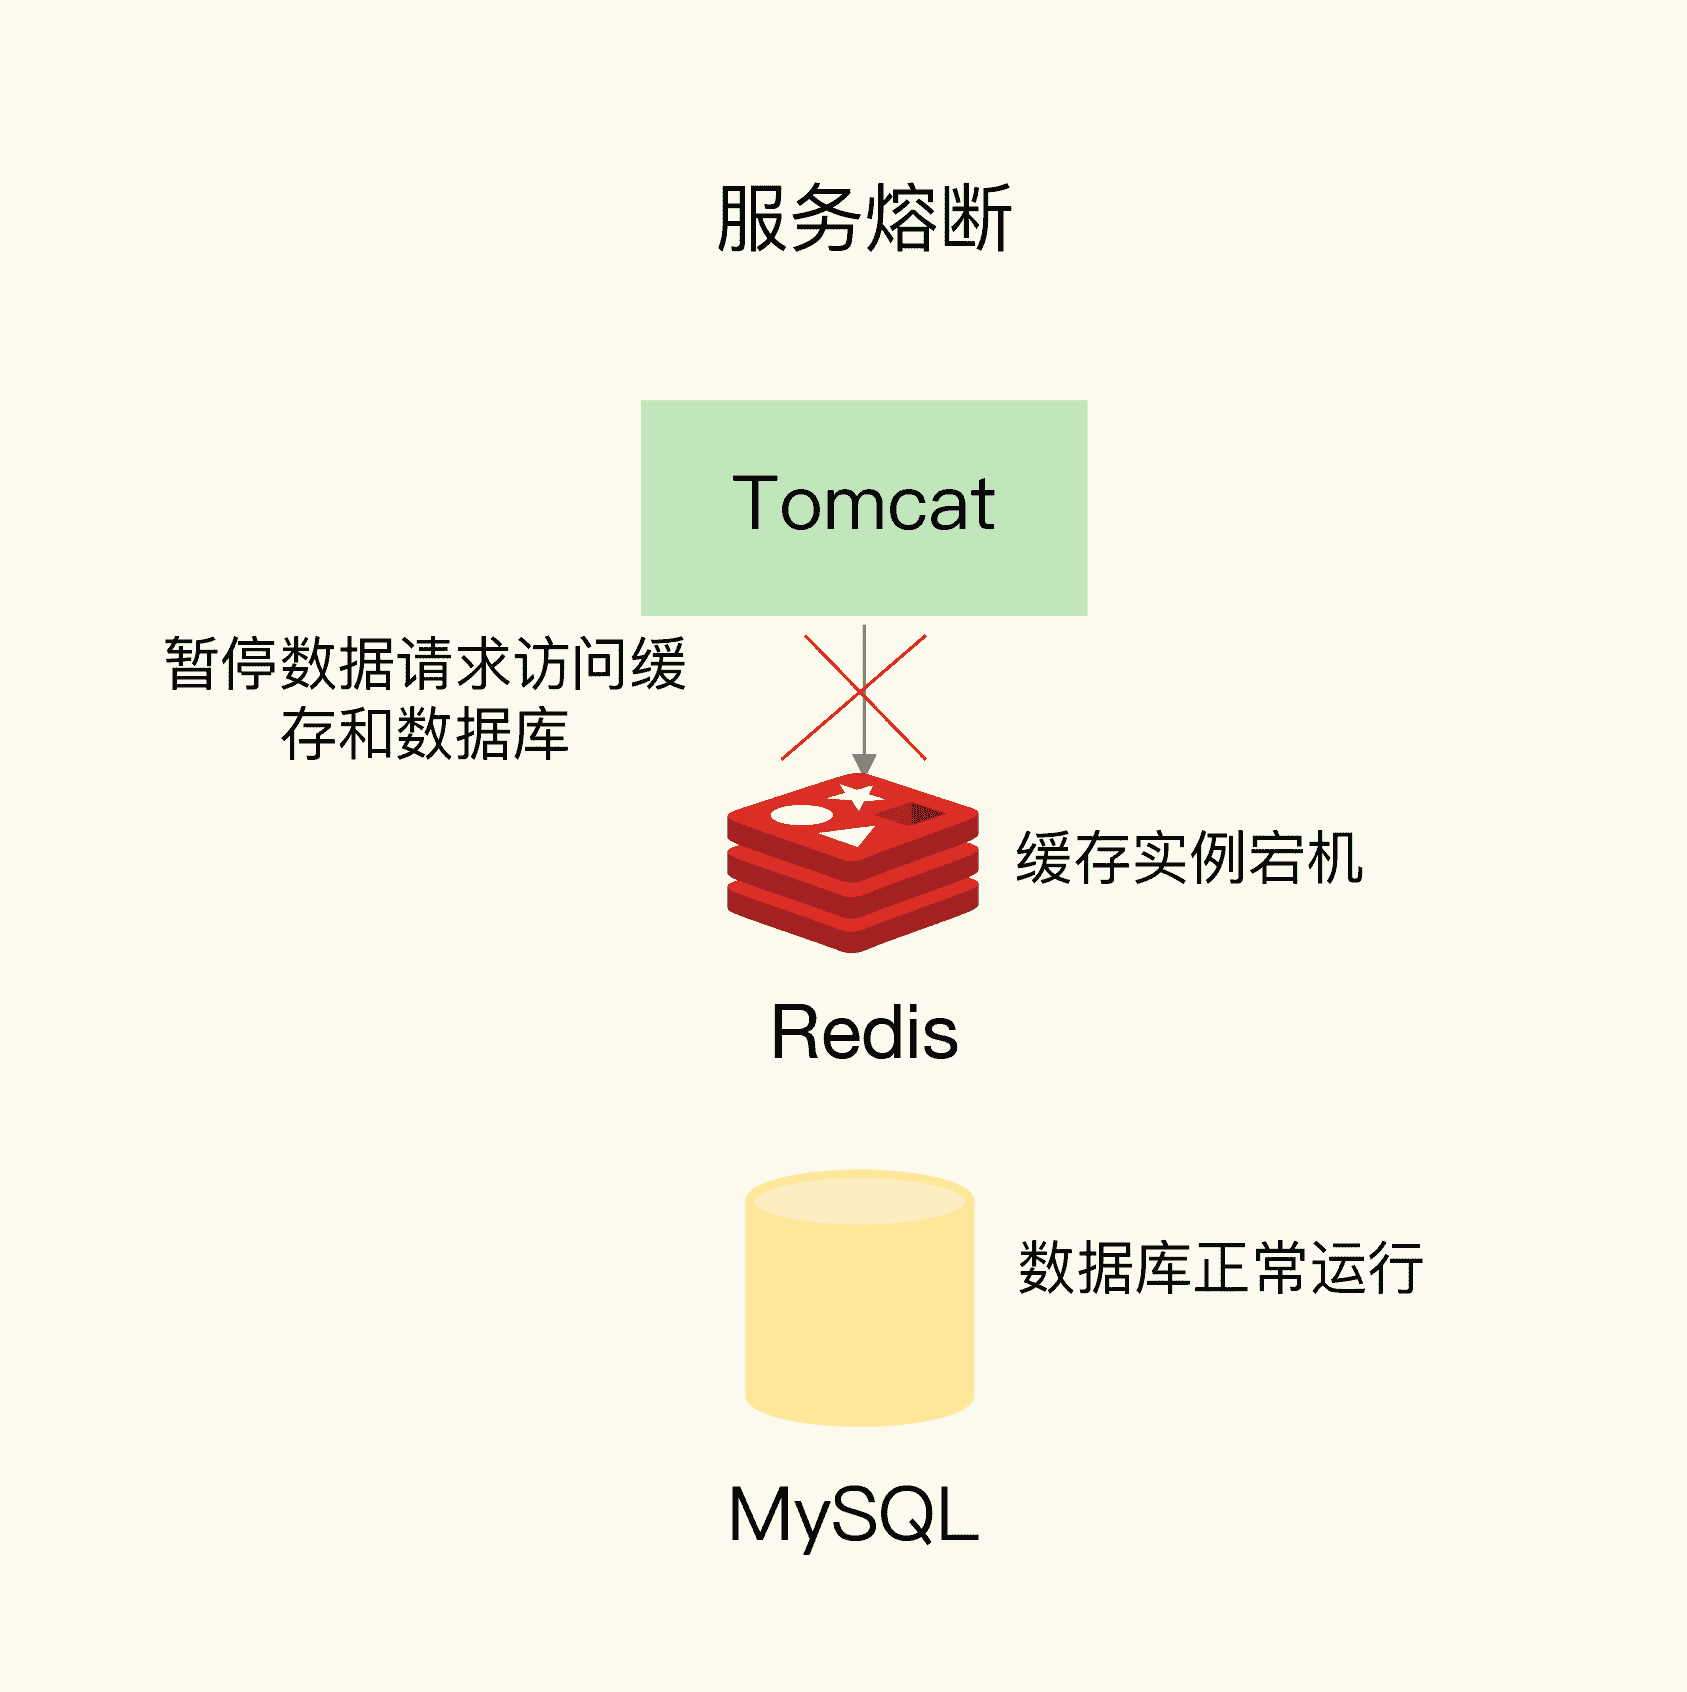 服务熔断
Tomcat
暂停数据请求访问缓
存和数据库
缓存实例宕机
Redis
数据库正常运行
MySQL